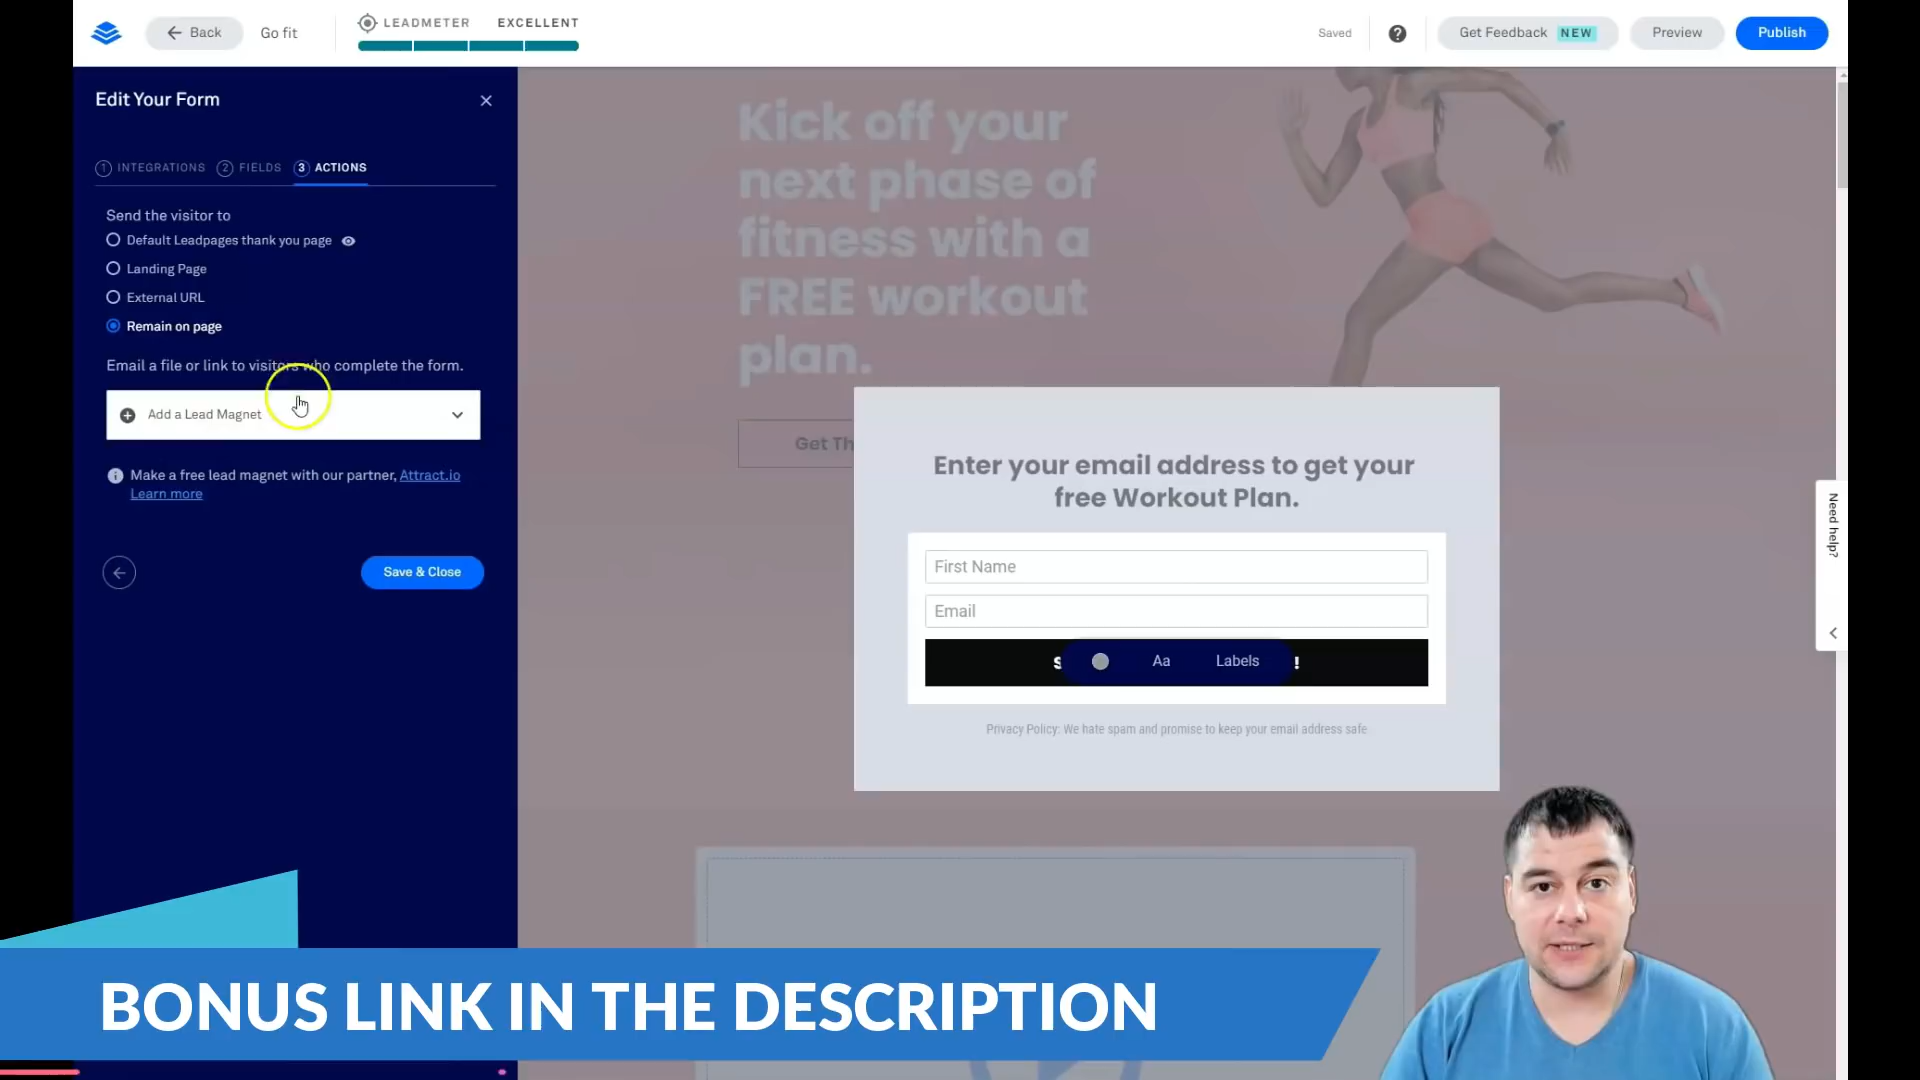 Back
Go fit
LEADMETER EXCELLENT
Saved
?
Get Feedback NEW
Preview
Publish
Edit Your Form
1 INTEGRATIONS 2 FIELDS 3 ACTIONS
Send the visitor to
Default Leadpages thank you page
Landing Page
External URL
Remain on page
Email a file or link to visitors who complete the form.
Add a Lead Magnet
Make a free lead magnet with our partner, Attract.io
Learn more
Save & Close
Kick off your
next phase of
fitness with a
FREE workout
plan.
Get Th
Enter your email address to get your
free Workout Plan.
First Name
Email
S Aa Labels !
Privacy Policy: We hate spam and promise to keep your email address safe.
Need help?
BONUS LINK IN THE DESCRIPTION